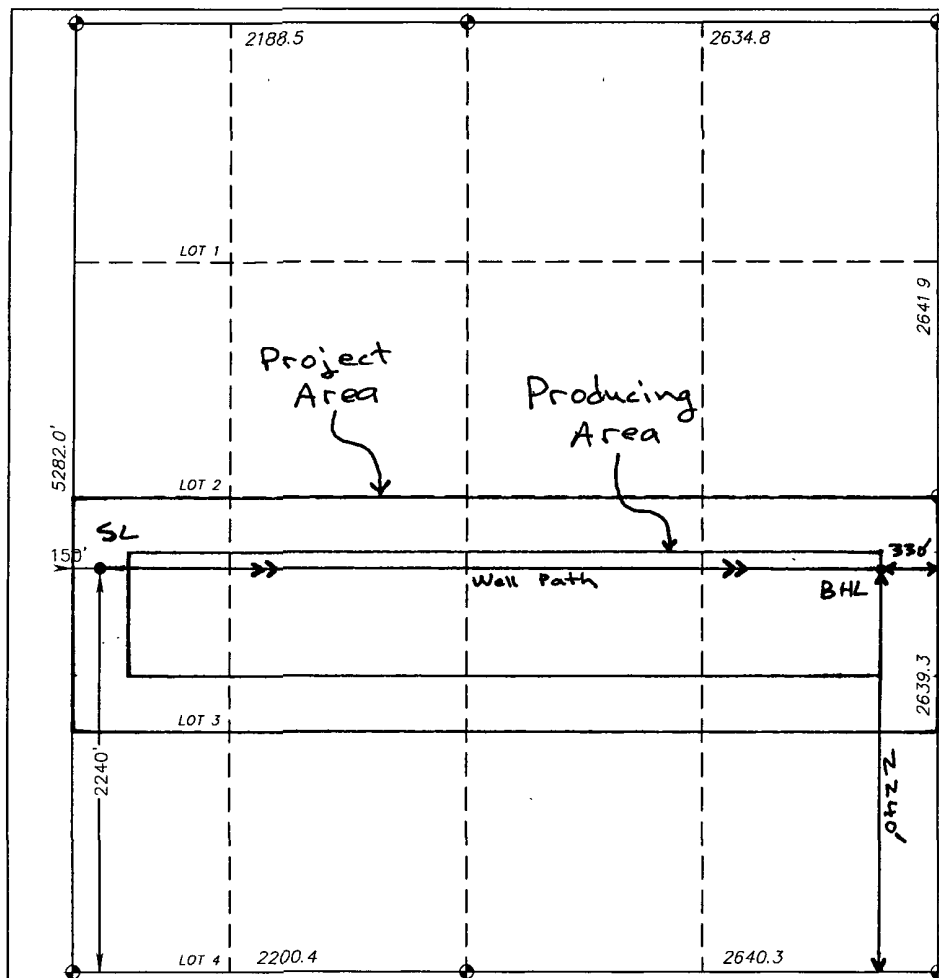 2188.5
2634.8
LOT 1
2641.9
Project
Area
Producing
Area
5282.0'
LOT 2
SL
150'
330'
Well Path
BHL
2639.3
LOT 3
2240'
2240'
LOT 4
2200.4
2640.3